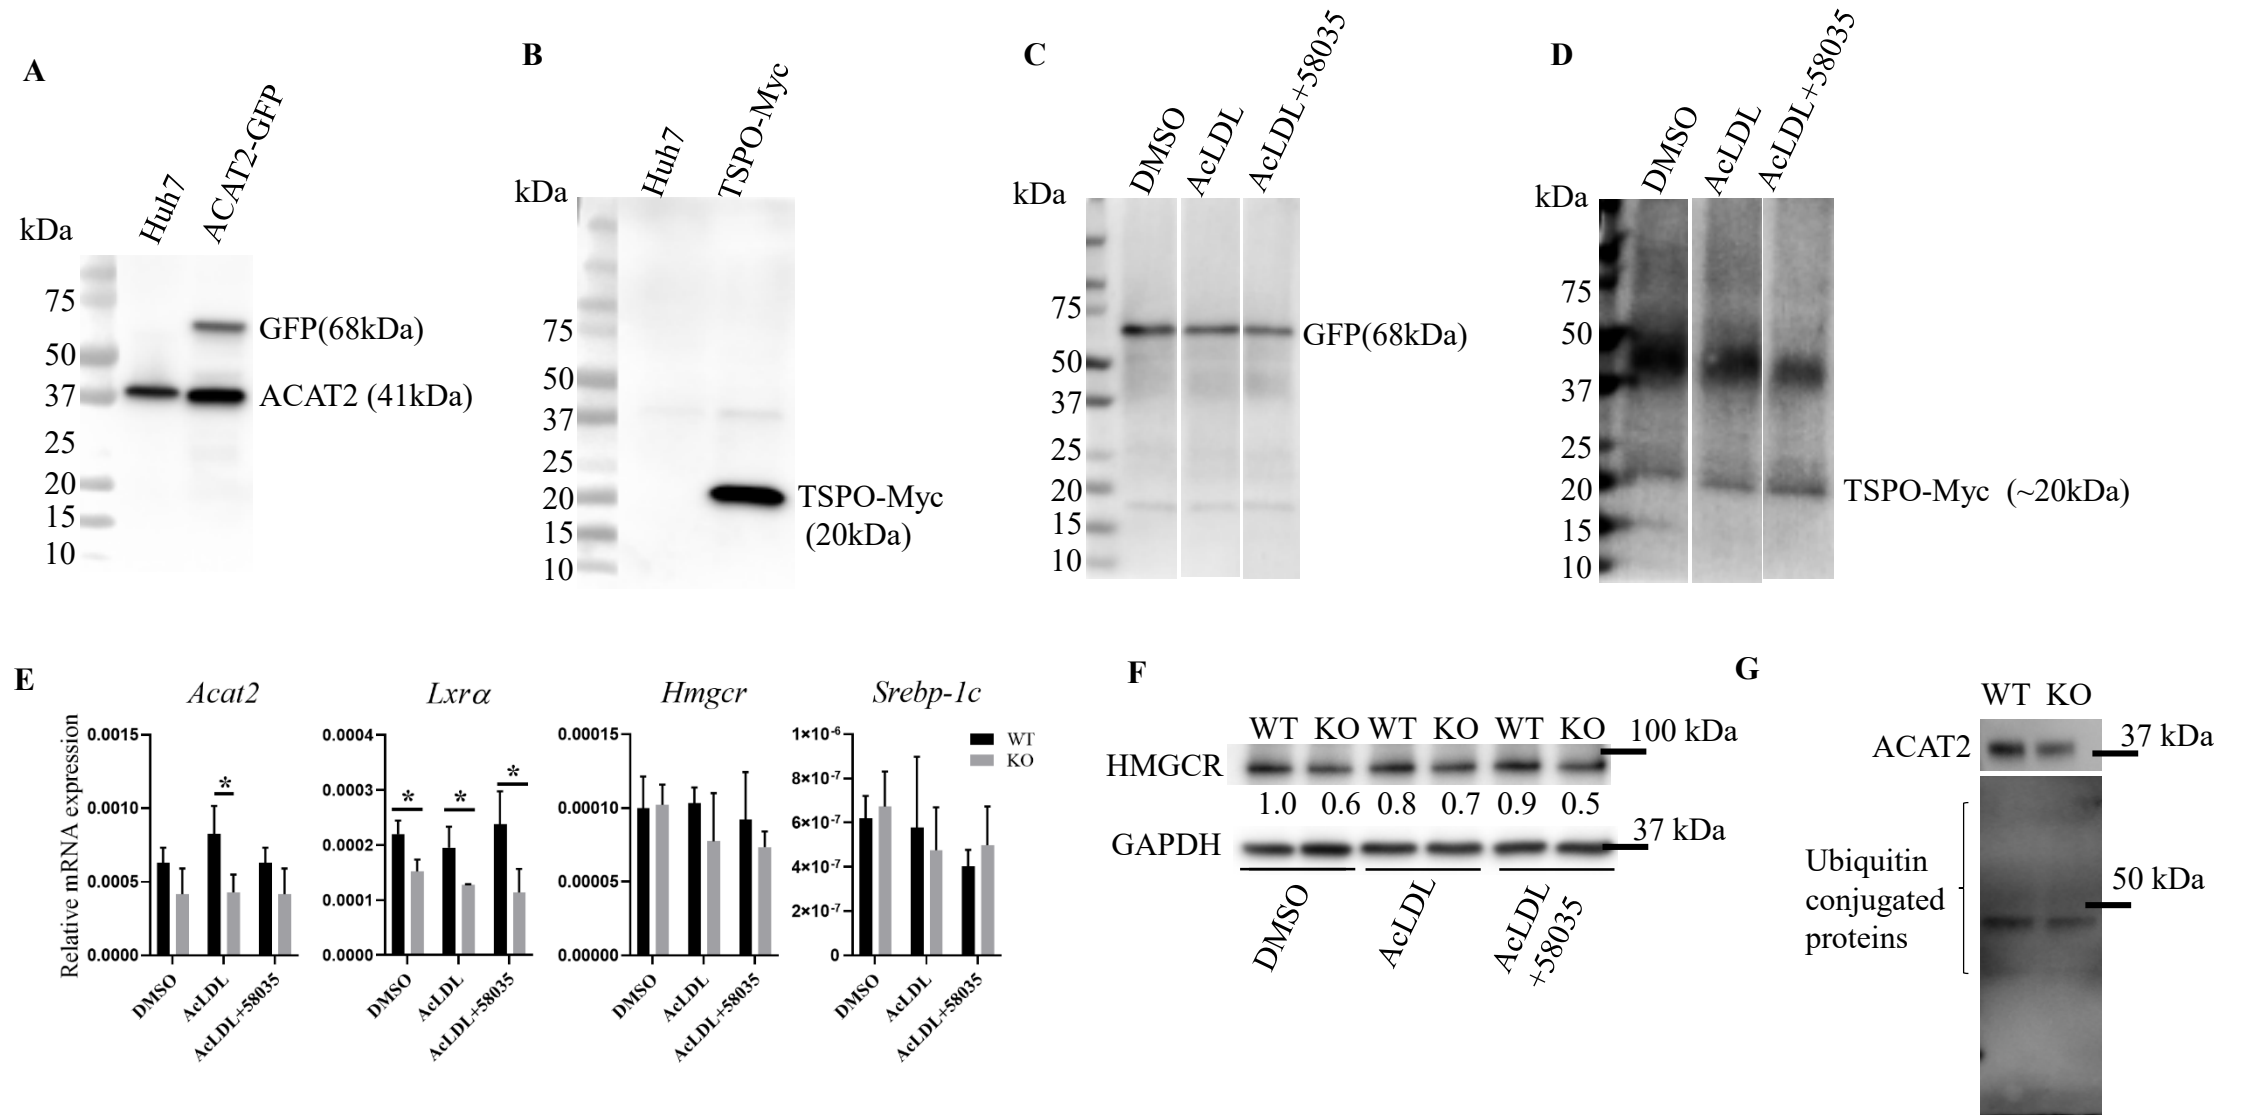 A
kDa
Huh7
ACAT2-GFP
75
50
37
25
20
15
10
GFP(68kDa)
ACAT2 (41kDa)
B
kDa
Huh7
TSPO-Myc
75
50
37
25
20
15
10
TSPO-Myc
(20kDa)
C
kDa
DMSO
AcLDL
AcLDL+58035
75
50
37
25
20
15
10
GFP(68kDa)
D
kDa
DMSO
AcLDL
AcLDL+58035
75
50
37
25
20
15
10
TSPO-Myc (~20kDa)
E
Relative mRNA expression
Acat2
0.0015
0.0010
0.0005
0.0000
*
DMSO
AcLDL
AcLDL+58035
Lxrα
0.0004
0.0003
0.0002
0.0001
0.0000
* * *
DMSO
AcLDL
AcLDL+58035
Hmgcr
0.00015
0.00010
0.00005
0.00000
DMSO
AcLDL
AcLDL+58035
Srebp-1c
1×10-6
8×10-7
6×10-7
4×10-7
2×10-7
0
WT
KO
DMSO
AcLDL
AcLDL+58035
F
WT KO WT KO WT KO
100 kDa
HMGCR
1.0 0.6 0.8 0.7 0.9 0.5
GAPDH
37 kDa
DMSO
AcLDL
AcLDL
+58035
G
WT KO
ACAT2
37 kDa
Ubiquitin
conjugated
proteins
50 kDa